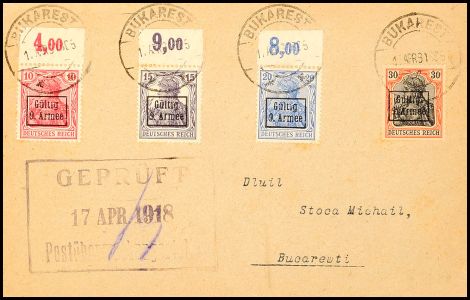 BUKAREST
BUKAREST
BUKAREST
BUKAREST
4,00
9,00
8,00
10
15 15
20 20
30 30
Gültig
9. Armee
DEUTSCHES REICH
Gültig
9. Armee
DEUTSCHES REICH
Gültig
9. Armee
DEUTSCHES REICH
Gültig
9. Armee
DEUTSCHES REICH
GEPRÜFT
17 APR 1918
Dluil
Stoca Mishail,
Bucaresti